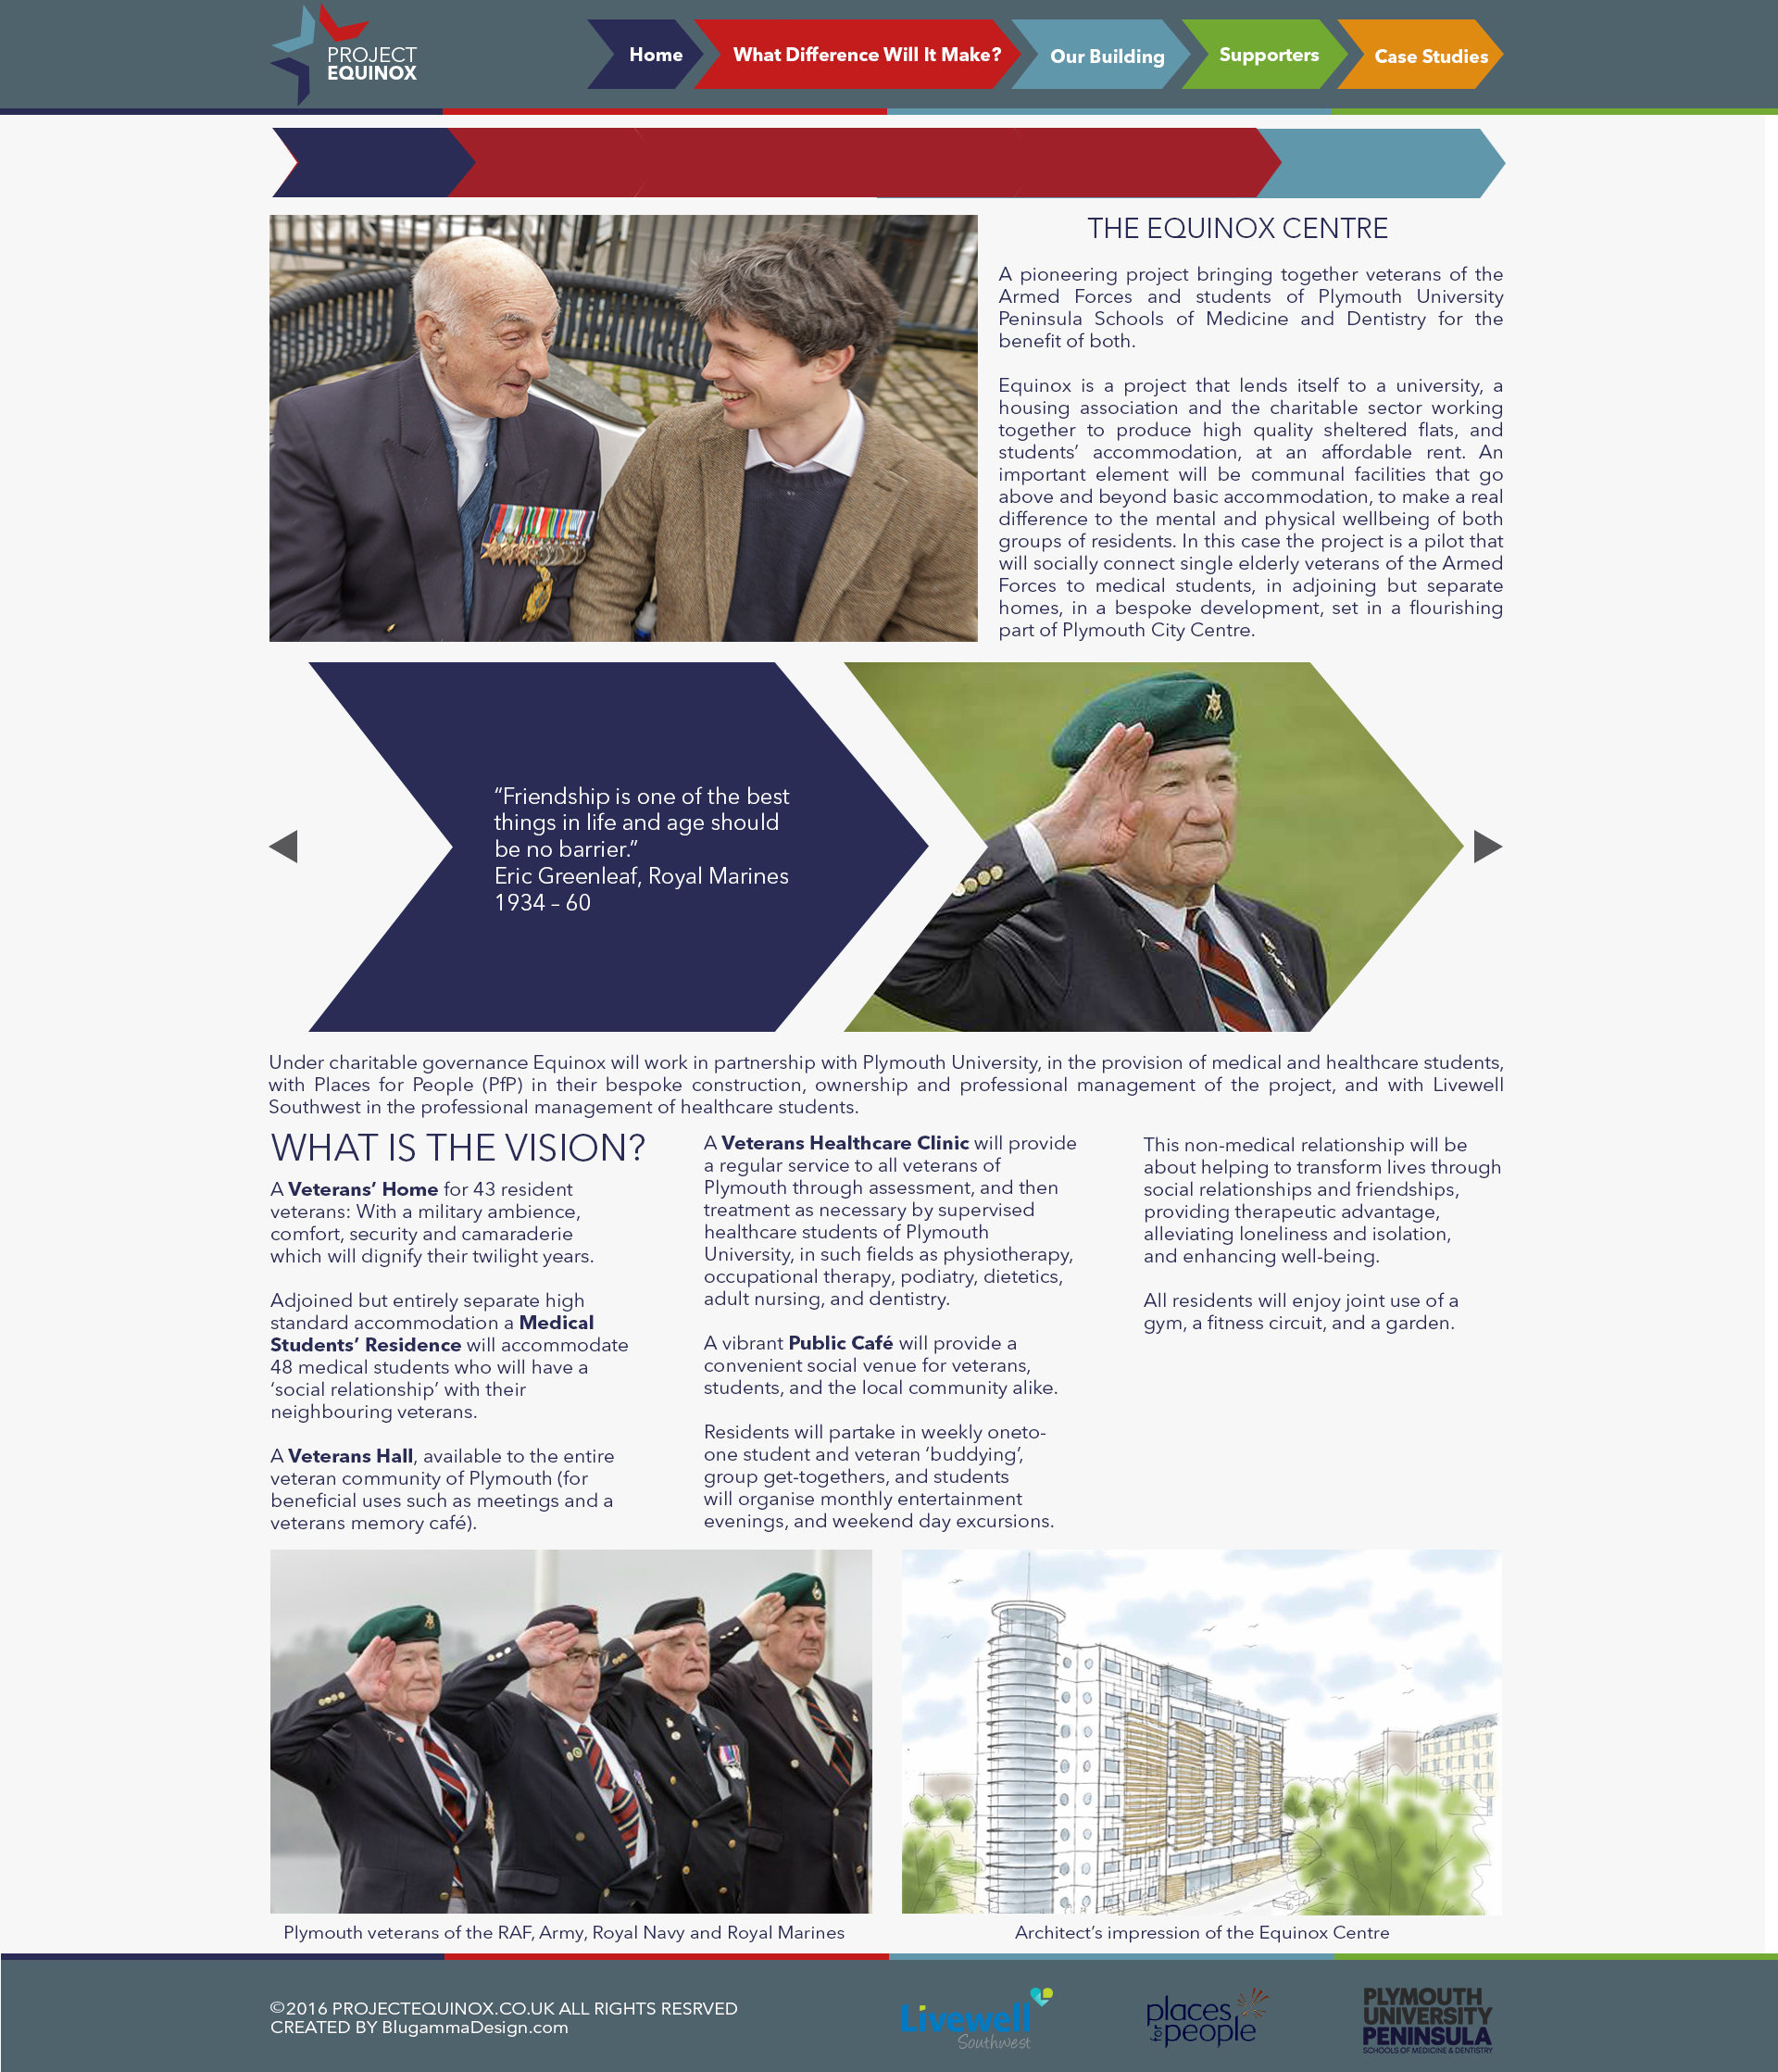 PROJECT
EQUINOX
Home
What Difference Will It Make?
Our Building
Supporters
Case Studies
THE EQUINOX CENTRE
A pioneering project bringing together veterans of the
Armed Forces and students of Plymouth University
Peninsula Schools of Medicine and Dentistry for the
benefit of both.
Equinox is a project that lends itself to a university, a
housing association and the charitable sector working
together to produce high quality sheltered flats, and
students’ accommodation, at an affordable rent. An
important element will be communal facilities that go
above and beyond basic accommodation, to make a real
difference to the mental and physical wellbeing of both
groups of residents. In this case the project is a pilot that
will socially connect single elderly veterans of the Armed
Forces to medical students, in adjoining but separate
homes, in a bespoke development, set in a flourishing
part of Plymouth City Centre.
“Friendship is one of the best
things in life and age should
be no barrier.”
Eric Greenleaf, Royal Marines
1934 – 60
Under charitable governance Equinox will work in partnership with Plymouth University, in the provision of medical and healthcare students,
with Places for People (PfP) in their bespoke construction, ownership and professional management of the project, and with Livewell
Southwest in the professional management of healthcare students.
WHAT IS THE VISION?
A Veterans’ Home for 43 resident
veterans: With a military ambience,
comfort, security and camaraderie
which will dignify their twilight years.
Adjoined but entirely separate high
standard accommodation a Medical
Students’ Residence will accommodate
48 medical students who will have a
‘social relationship’ with their
neighbouring veterans.
A Veterans Hall, available to the entire
veteran community of Plymouth (for
beneficial uses such as meetings and a
veterans memory café).
A Veterans Healthcare Clinic will provide
a regular service to all veterans of
Plymouth through assessment, and then
treatment as necessary by supervised
healthcare students of Plymouth
University, in such fields as physiotherapy,
occupational therapy, podiatry, dietetics,
adult nursing, and dentistry.
A vibrant Public Café will provide a
convenient social venue for veterans,
students, and the local community alike.
Residents will partake in weekly oneto-
one student and veteran ‘buddying’,
group get-togethers, and students
will organise monthly entertainment
evenings, and weekend day excursions.
This non-medical relationship will be
about helping to transform lives through
social relationships and friendships,
providing therapeutic advantage,
alleviating loneliness and isolation,
and enhancing well-being.
All residents will enjoy joint use of a
gym, a fitness circuit, and a garden.
Plymouth veterans of the RAF, Army, Royal Navy and Royal Marines
Architect’s impression of the Equinox Centre
©2016 PROJECTEQUINOX.CO.UK ALL RIGHTS RESRVED
CREATED BY BlugammaDesign.com
Livewell
Southwest
places
for people
PLYMOUTH
UNIVERSITY
PENINSULA
SCHOOLS OF MEDICINE & DENTISTRY